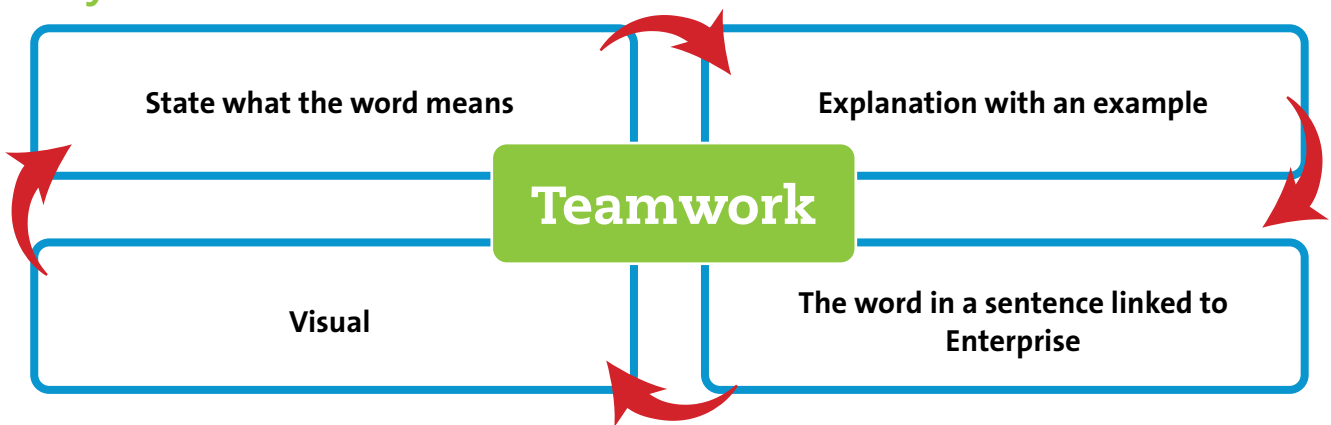 State what the word means
Explanation with an example
Teamwork
Visual
The word in a sentence linked to
Enterprise